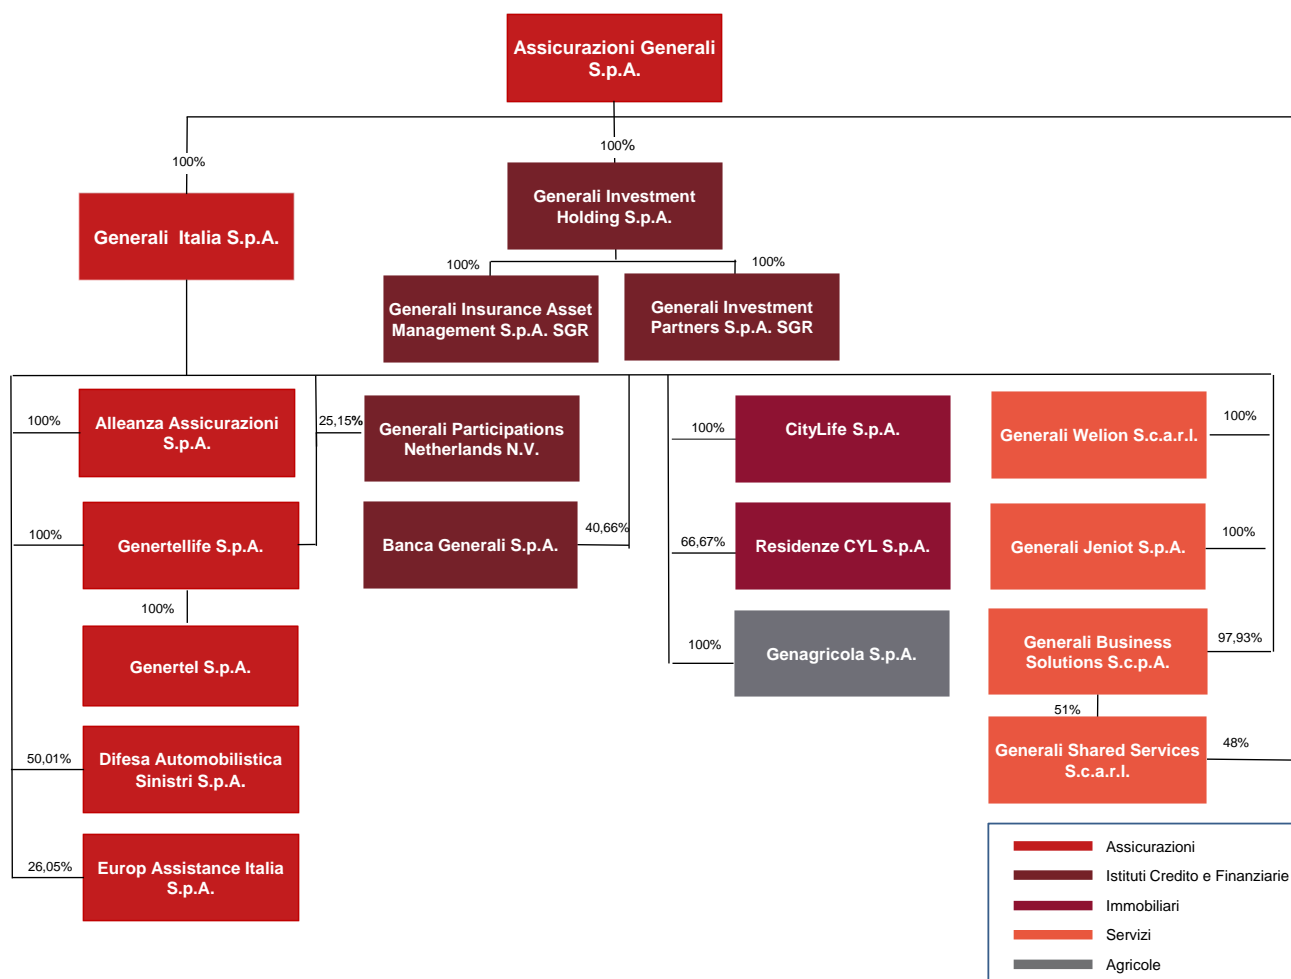 Assicurazioni Generali
S.p.A.
100%
100%
Generali Italia S.p.A.
Generali Investment
Holding S.p.A.
100%
100%
Generali Insurance Asset
Management S.p.A. SGR
Generali Investment
Partners S.p.A. SGR
100%
Alleanza Assicurazioni
S.p.A.
25,15%
Generali Participations
Netherlands N.V.
100%
CityLife S.p.A.
Generali Welion S.c.a.r.l.
100%
100%
Genertellife S.p.A.
Banca Generali S.p.A.
40,66%
66,67%
Residenze CYL S.p.A.
Generali Jeniot S.p.A.
100%
100%
Genertel S.p.A.
100%
Genagricola S.p.A.
Generali Business
Solutions S.c.p.A.
97,93%
51%
50,01%
Difesa Automobilistica
Sinistri S.p.A.
Generali Shared Services
S.c.a.r.l.
48%
26,05%
Europ Assistance Italia
S.p.A.
Assicurazioni
Istituti Credito e Finanziarie
Immobiliari
Servizi
Agricole